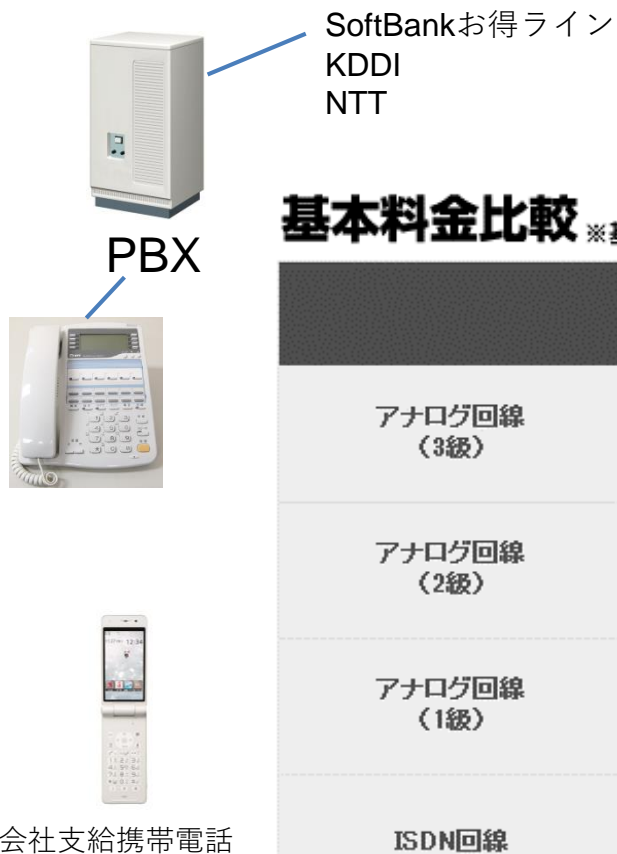 SoftBankお得ライン
KDDI
NTT
PBX
会社支給携帯電話
基本料金比較
アナログ回線
（3級）
アナログ回線
（2級）
アナログ回線
（1級）
ISDN回線